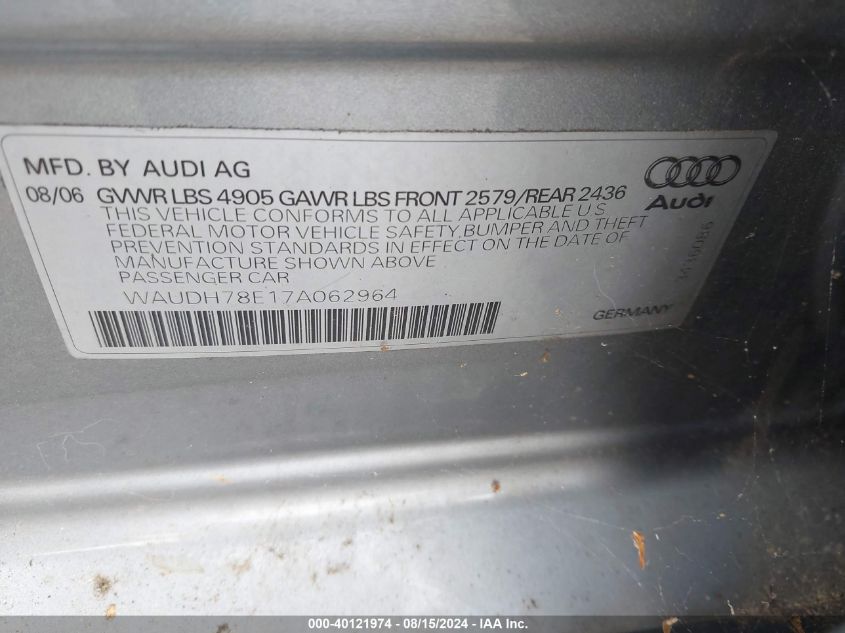 MFD. BY AUDI AG
08/06 GVWR LBS 4905 GAWR LBS FRONT 2579/REAR 2436
THIS VEHICLE CONFORMS TO ALL APPLICABLE U.S.
FEDERAL MOTOR VEHICLE SAFETY, BUMPER AND THEFT
PREVENTION STANDARDS IN EFFECT ON THE DATE OF
MANUFACTURE SHOWN ABOVE
PASSENGER CAR
WAUDH78E17A062964
Audi
GERMANY
000-40121974 - 08/15/2024 - IAA Inc.